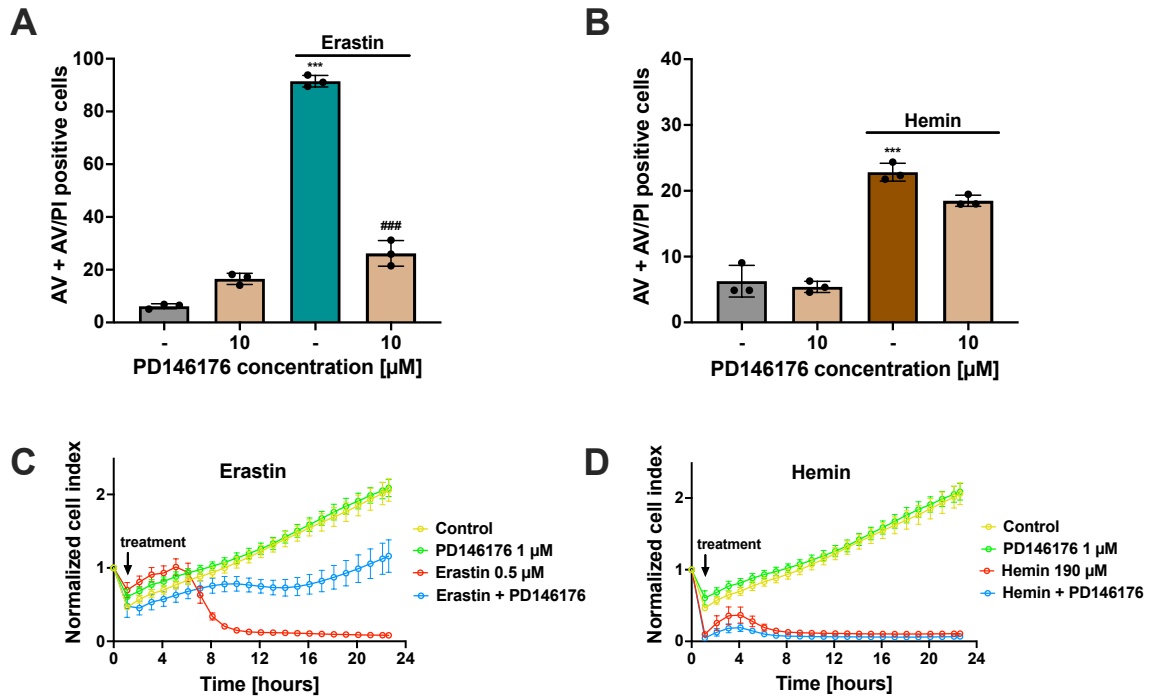 A
Erastin
AV + AV/PI positive cells
100
80
60
40
20
0
***
###
- 10 - 10
PD146176 concentration [µM]
B
Hemin
AV + AV/PI positive cells
40
30
20
10
0
***
- 10 - 10
PD146176 concentration [µM]
C
Erastin
Normalized cell index
2
1
0
treatment
0 4 8 12 16 20 24
Time [hours]
Control
PD146176 1 µM
Erastin 0.5 µM
Erastin + PD146176
D
Hemin
Normalized cell index
2
1
0
treatment
0 4 8 12 16 20 24
Time [hours]
Control
PD146176 1 µM
Hemin 190 µM
Hemin + PD146176